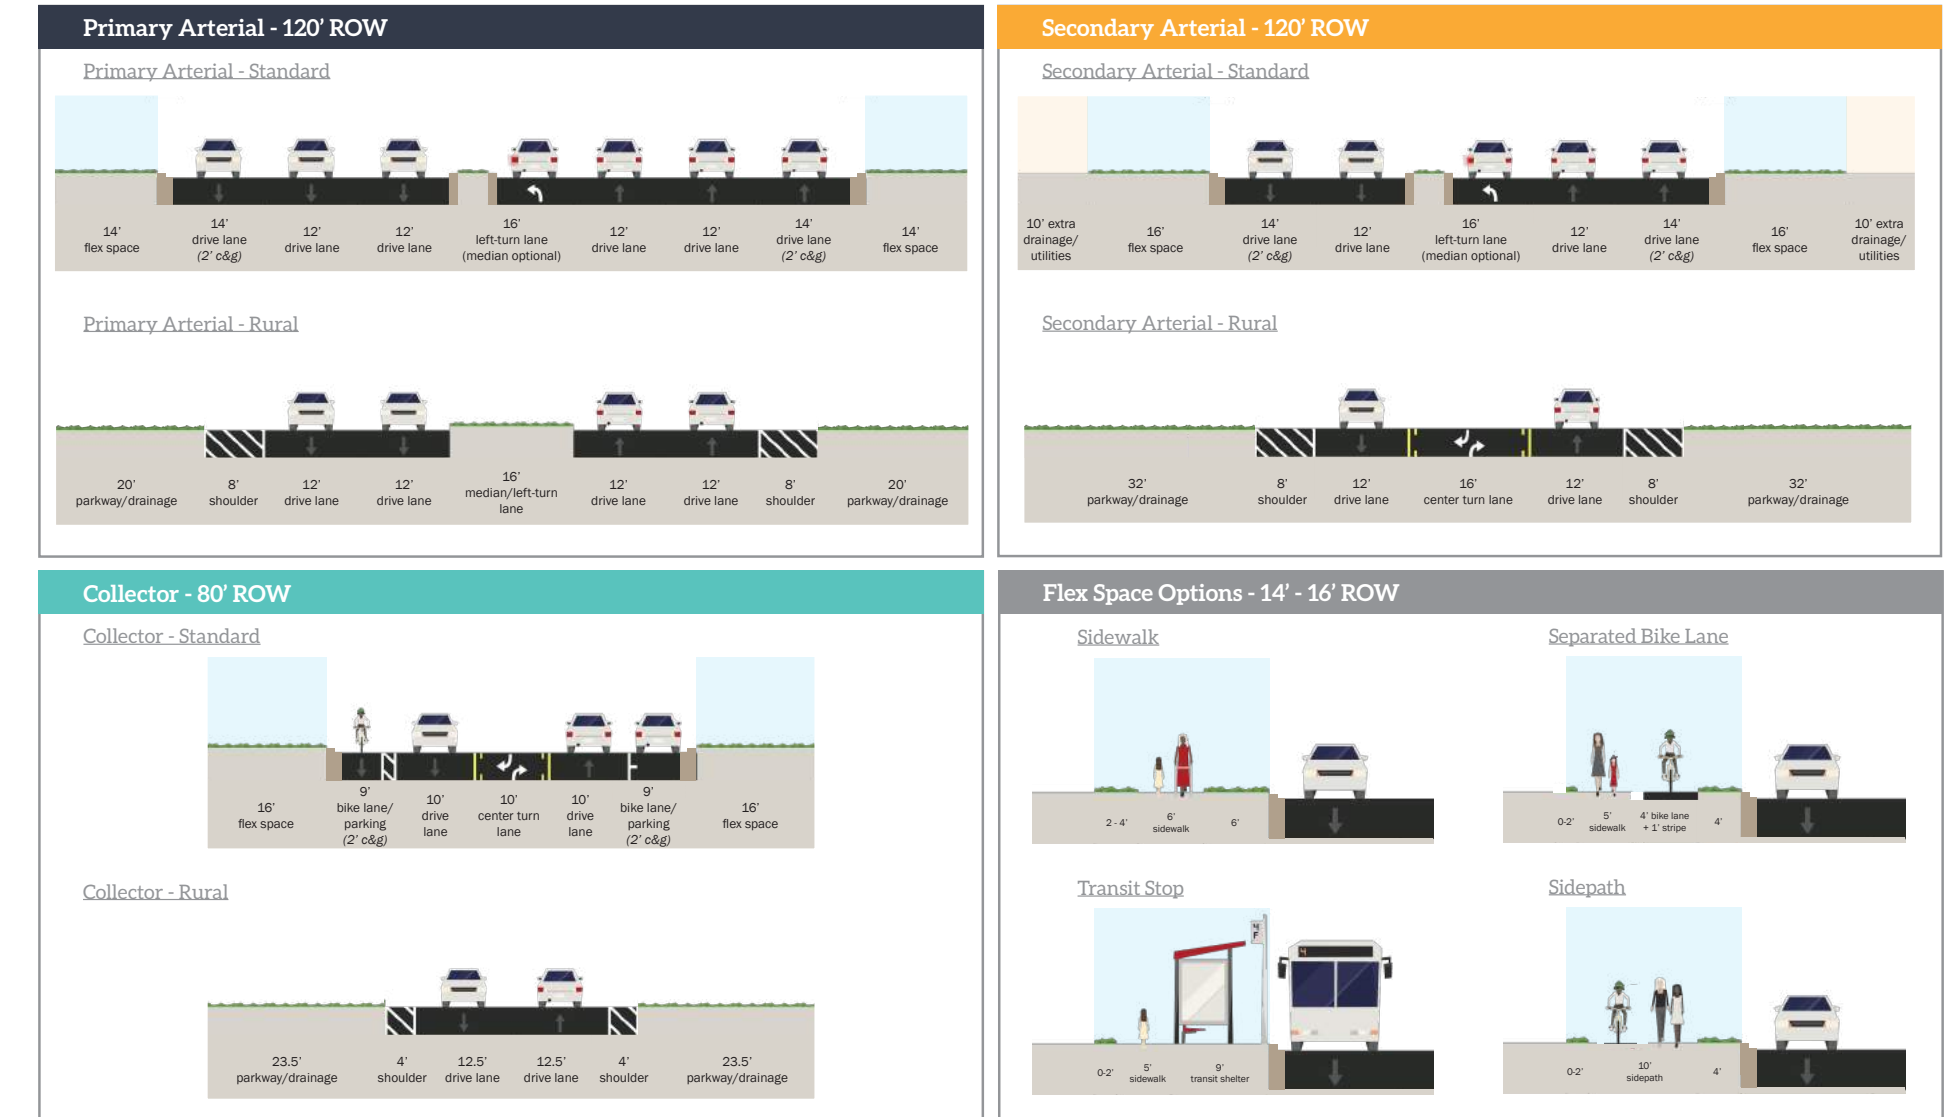 Primary Arterial - 120' ROW
Primary Arterial - Standard
14'
flex space
14'
drive lane
(2' c&g)
12'
drive lane
12'
drive lane
16'
left-turn lane
(median optional)
12'
drive lane
12'
drive lane
14'
drive lane
(2' c&g)
14'
flex space
Primary Arterial - Rural
20'
parkway/drainage
8'
shoulder
12'
drive lane
12'
drive lane
16'
median/left-turn
lane
12'
drive lane
12'
drive lane
8'
shoulder
20'
parkway/drainage
Secondary Arterial - 120' ROW
Secondary Arterial - Standard
10' extra
drainage/
utilities
16'
flex space
14'
drive lane
(2' c&g)
12'
drive lane
16'
left-turn lane
(median optional)
12'
drive lane
14'
drive lane
(2' c&g)
16'
flex space
10' extra
drainage/
utilities
Secondary Arterial - Rural
32'
parkway/drainage
8'
shoulder
12'
drive lane
16'
center turn lane
12'
drive lane
8'
shoulder
32'
parkway/drainage
Collector - 80' ROW
Collector - Standard
16'
flex space
9'
bike lane/
parking
(2' c&g)
10'
drive
lane
10'
center turn
lane
10'
drive
lane
9'
bike lane/
parking
(2' c&g)
16'
flex space
Collector - Rural
23.5'
parkway/drainage
4'
shoulder
12.5'
drive lane
12.5'
drive lane
4'
shoulder
23.5'
parkway/drainage
Flex Space Options - 14' - 16' ROW
Sidewalk
2 - 4'
6'
sidewalk
6'
Separated Bike Lane
0-2'
5'
sidewalk
4' bike lane
+ 1' stripe
4'
Transit Stop
4
F
4
0-2'
5'
sidewalk
9'
transit shelter
Sidepath
0-2'
10'
sidepath
4'